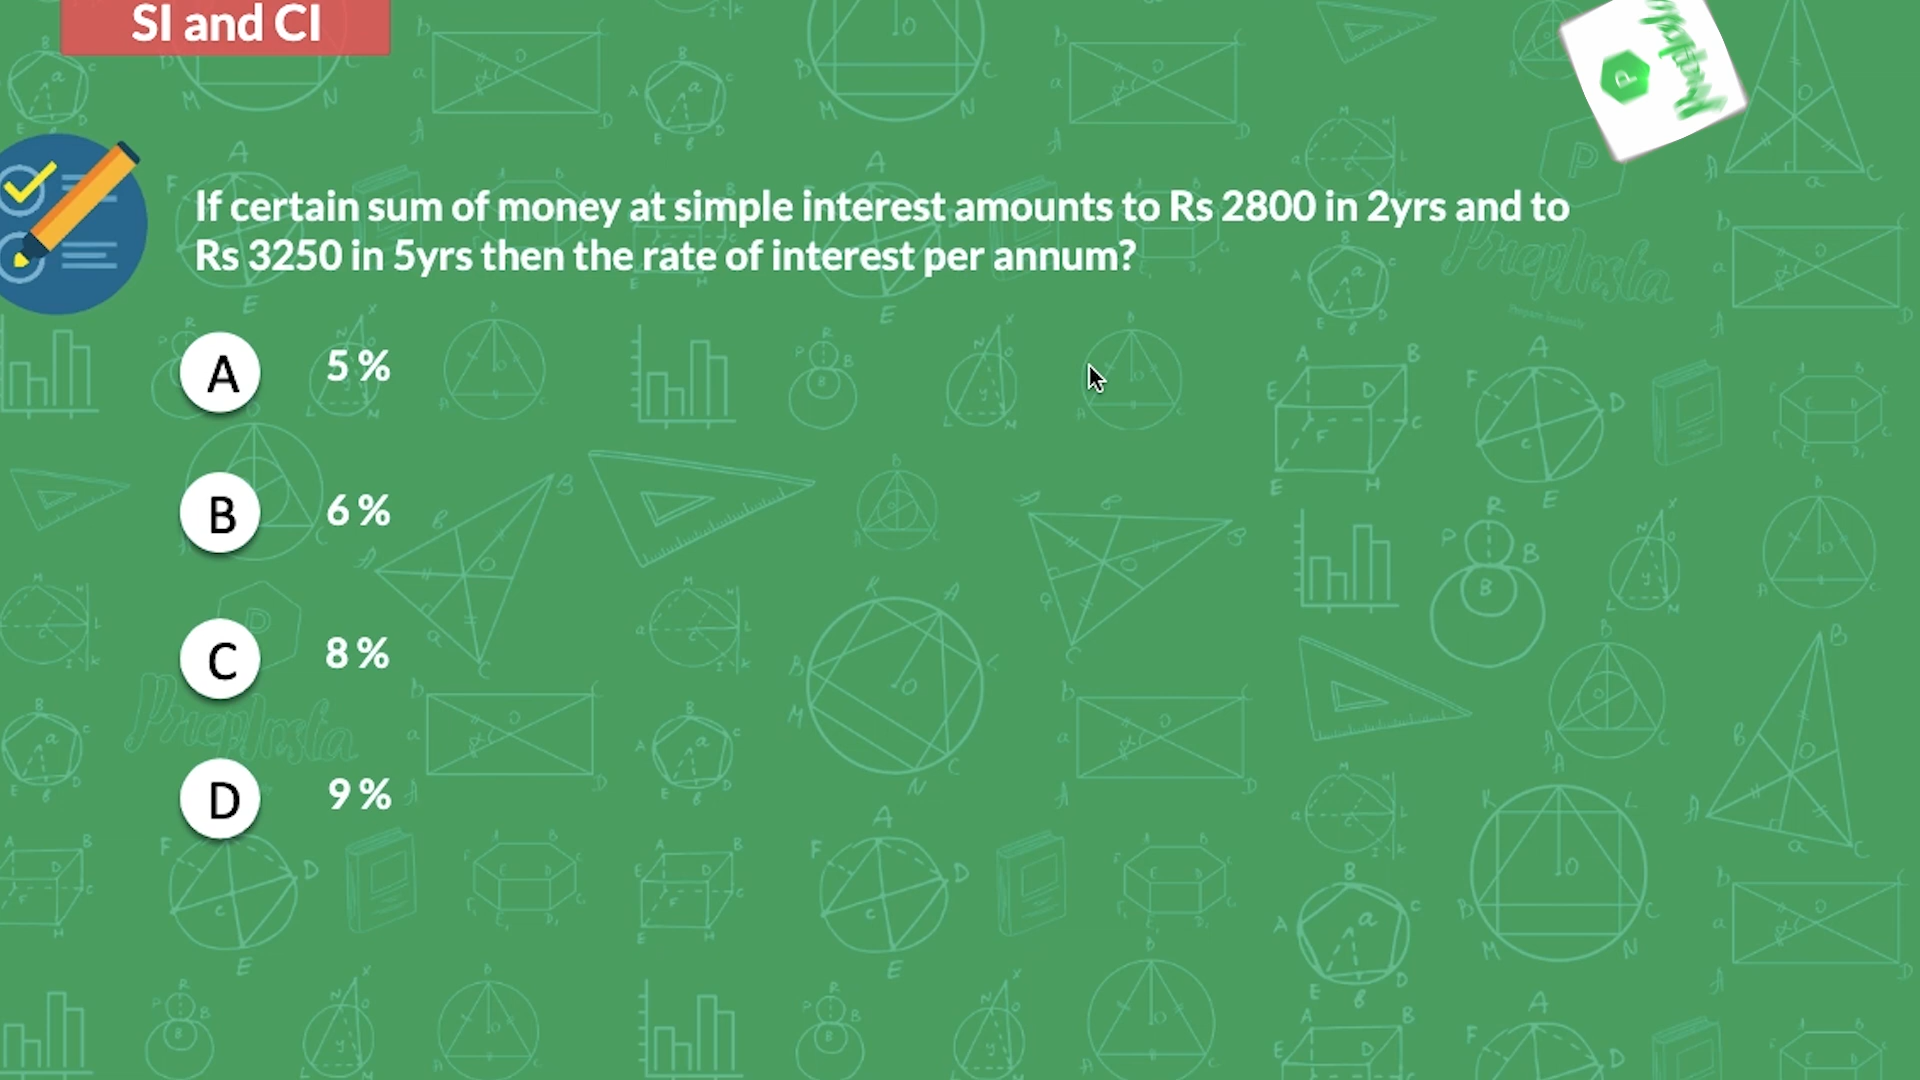 SI and CI
If certain sum of money at simple interest amounts to Rs 2800 in 2yrs and to
Rs 3250 in 5yrs then the rate of interest per annum?
A 5 %
B 6 %
C 8 %
D 9 %
PrepInsta